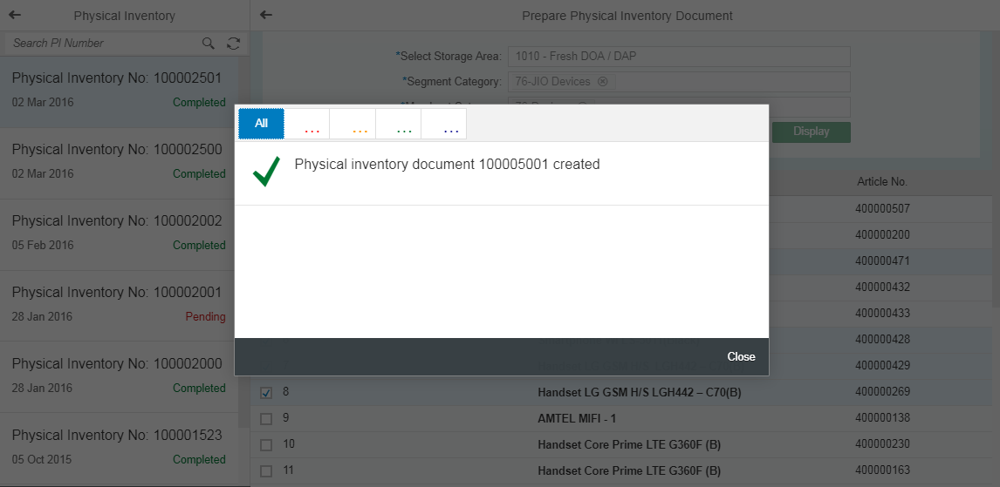 Physical Inventory
Prepare Physical Inventory Document
Search PI Number
Physical Inventory No: 100002501
02 Mar 2016 Completed
Physical Inventory No: 100002500
02 Mar 2016 Completed
Physical Inventory No: 100002002
05 Feb 2016 Completed
Physical Inventory No: 100002001
28 Jan 2016 Pending
Physical Inventory No: 100002000
28 Jan 2016 Completed
Physical Inventory No: 100001523
05 Oct 2015 Completed
*Select Storage Area: 1010 - Fresh DOA / DAP
*Segment Category: 76-JIO Devices
Display
All ... ... ... ...
Physical inventory document 100005001 created
Close
Article No.
400000507
400000200
400000471
400000432
400000433
400000428
400000429
8 Handset LG GSM H/S LGH442 – C70(B) 400000269
9 AMTEL MIFI - 1 400000138
10 Handset Core Prime LTE G360F (B) 400000230
11 Handset Core Prime LTE G360F (B) 400000163